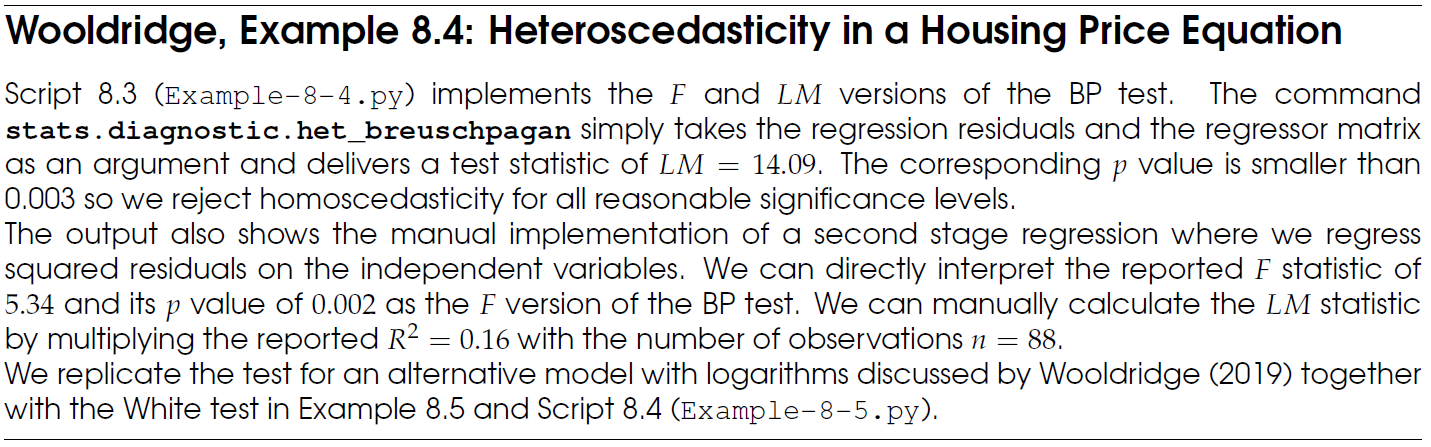 Wooldridge, Example 8.4: Heteroscedasticity in a Housing Price Equation
Script 8.3 (Example-8-4.py) implements the F and LM versions of the BP test. The command
stats.diagnostic.het_breuschpagan simply takes the regression residuals and the regressor matrix
as an argument and delivers a test statistic of LM = 14.09. The corresponding p value is smaller than
0.003 so we reject homoscedasticity for all reasonable significance levels.
The output also shows the manual implementation of a second stage regression where we regress
squared residuals on the independent variables. We can directly interpret the reported F statistic of
5.34 and its p value of 0.002 as the F version of the BP test. We can manually calculate the LM statistic
by multiplying the reported R² = 0.16 with the number of observations n = 88.
We replicate the test for an alternative model with logarithms discussed by Wooldridge (2019) together
with the White test in Example 8.5 and Script 8.4 (Example-8-5.py).